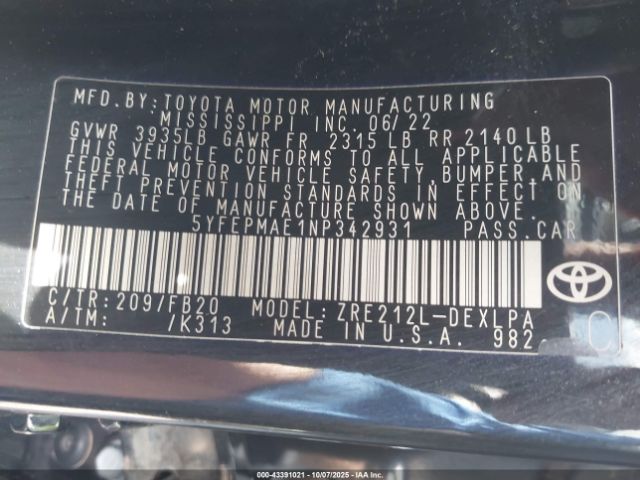 MFD.BY:TOYOTA MOTOR MANUFACTURING
MISSISSIPPI INC. 06/22
GVWR 3935LB GAWR FR 2315 LB RR 2140 LB
THIS VEHICLE CONFORMS TO ALL APPLICABLE
FEDERAL MOTOR VEHICLE SAFETY, BUMPER, AND
THEFT PREVENTION STANDARDS IN EFFECT ON
THE DATE OF MANUFACTURE SHOWN ABOVE.
5YFEPMAE1NP342931 PASS.CAR
C/TR: 209/FB20 MODEL: ZRE212L-DEXLPA
A/TM: /K313 MADE IN U.S.A. 982
TOYOTA
C
000-43391021 | 10/07/2025 | IAA Inc.